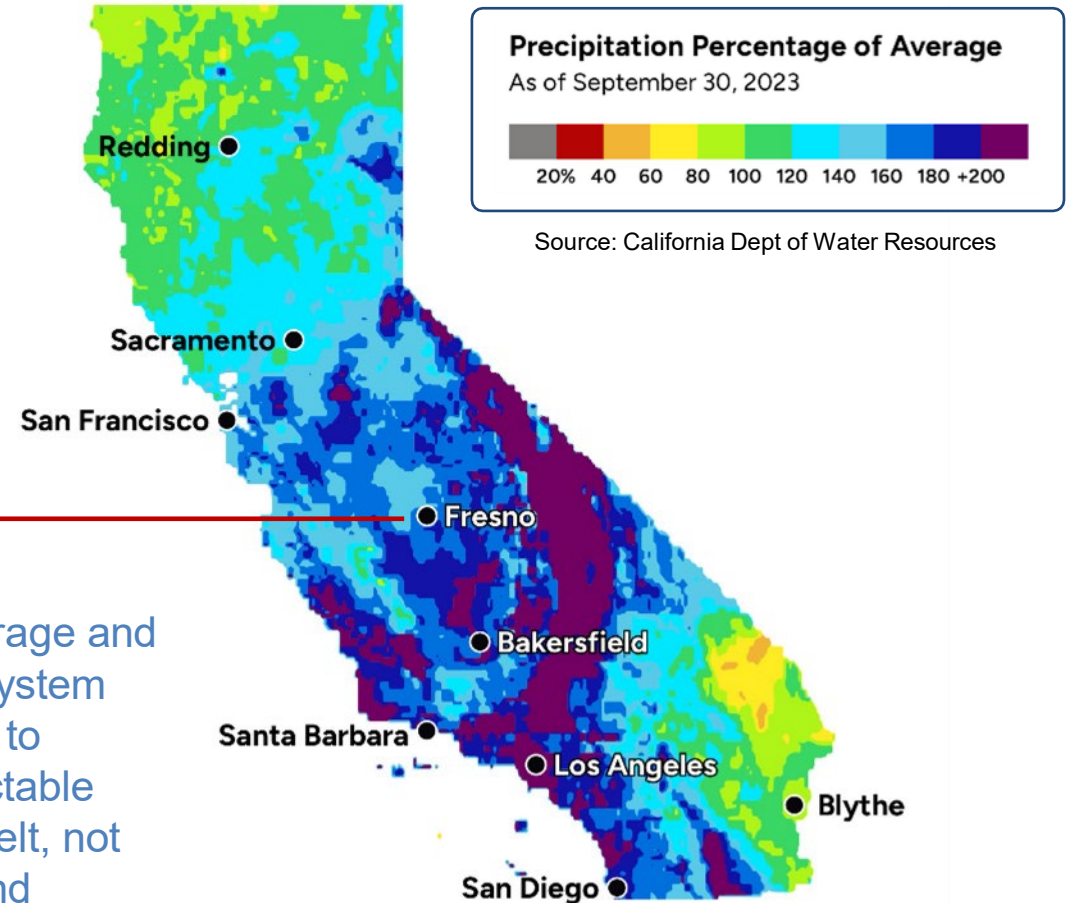 Precipitation Percentage of Average
As of September 30, 2023
20% 40 60 80 100 120 140 160 180 +200
Source: California Dept of Water Resources
Redding
Sacramento
San Francisco
Fresno
rage and
ystem
to
ctable
elt, not
nd
Bakersfield
Santa Barbara
Los Angeles
Blythe
San Diego